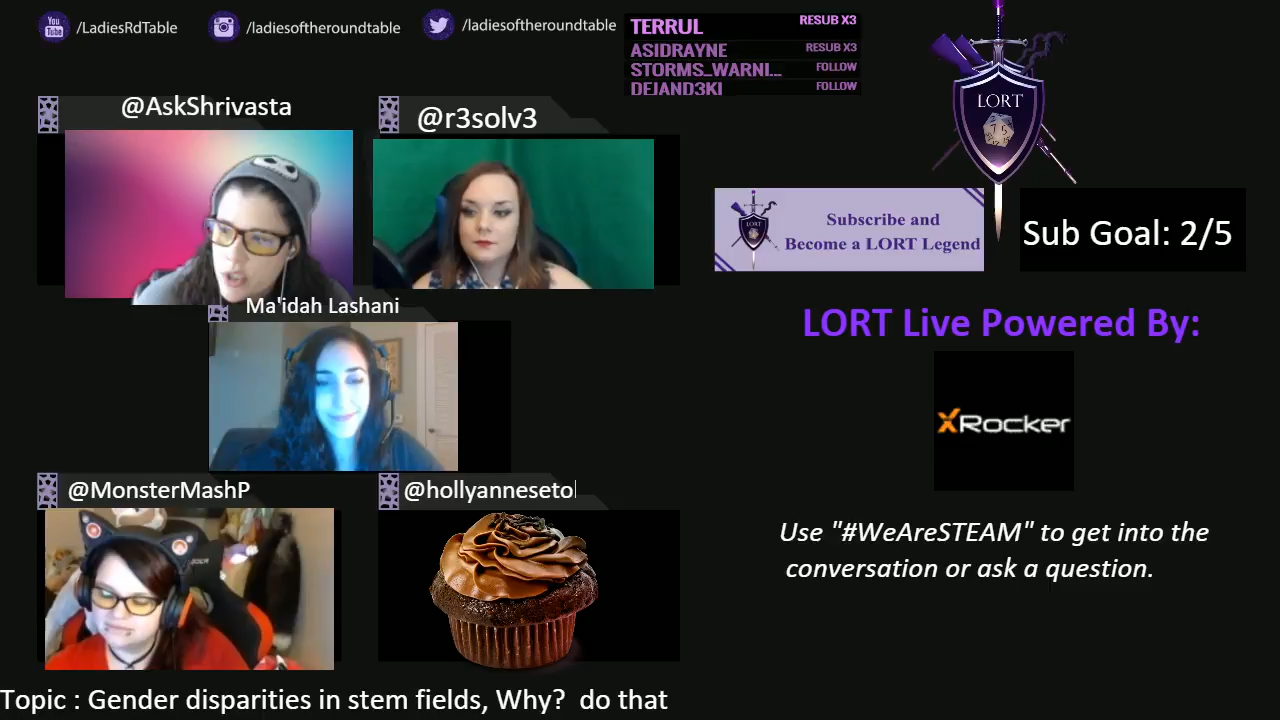 You
Tube
/LadiesRdTable
/ladiesoftheroundtable
/ladiesoftheroundtable
TERRUL RESUB X3
ASIDRAYNE RESUB X3
STORMS_WARNI... FOLLOW
DEJAND3KI FOLLOW
LORT
@AskShrivasta
@r3solv3
Subscribe and
Become a LORT Legend
Sub Goal: 2/5
Ma'idah Lashani
LORT Live Powered By:
XRocker
@MonsterMashP
@hollyannesetol
Use "#WeAreSTEAM" to get into the
conversation or ask a question.
Topic : Gender disparities in stem fields, Why? do that